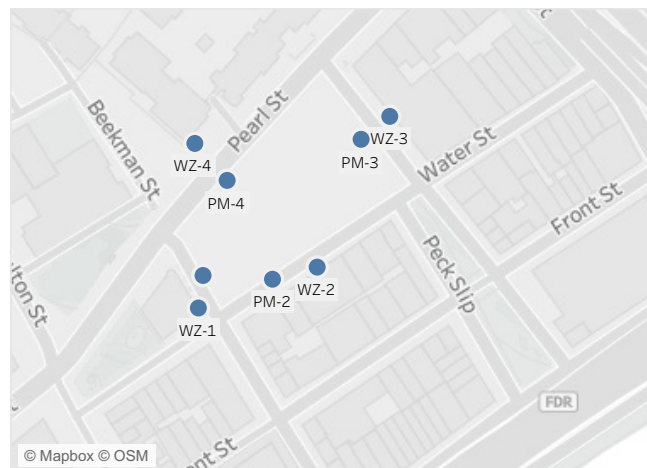 Beekman St
Pearl St
WZ-4
PM-4
WZ-3
PM-3
Water St
Front St
Peck Slip
PM-2
WZ-2
WZ-1
lton St
FDR
nt St
© Mapbox © OSM